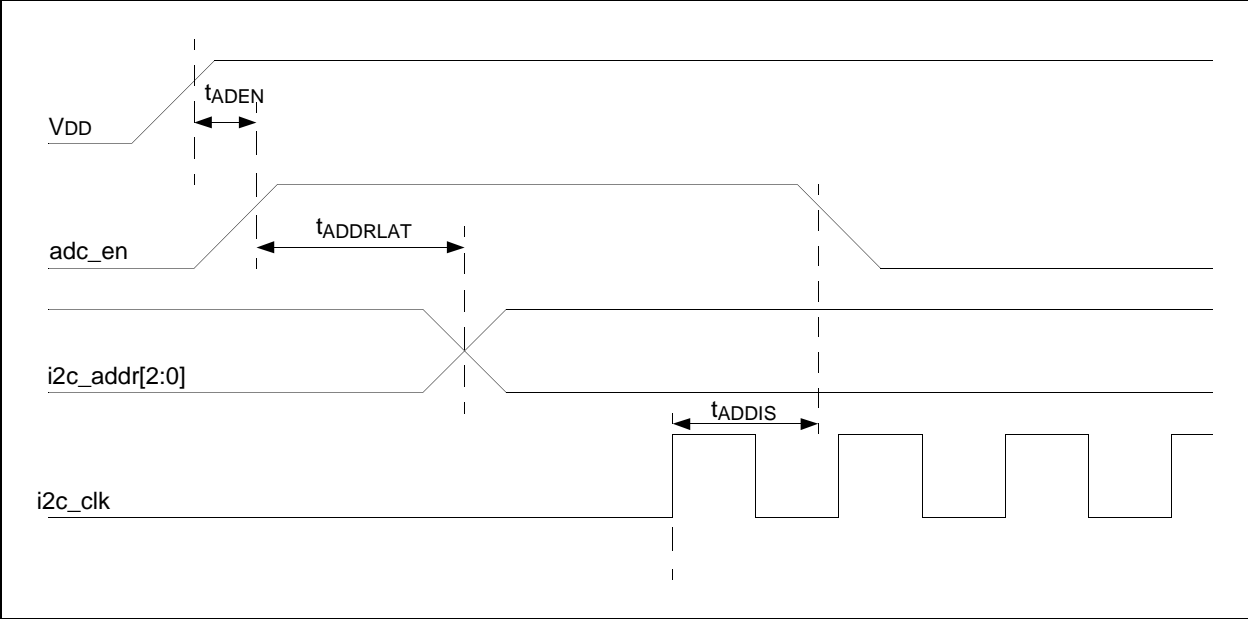 tADEN
VDD
tADDRLAT
adc_en
i2c_addr[2:0]
tADDIS
i2c_clk